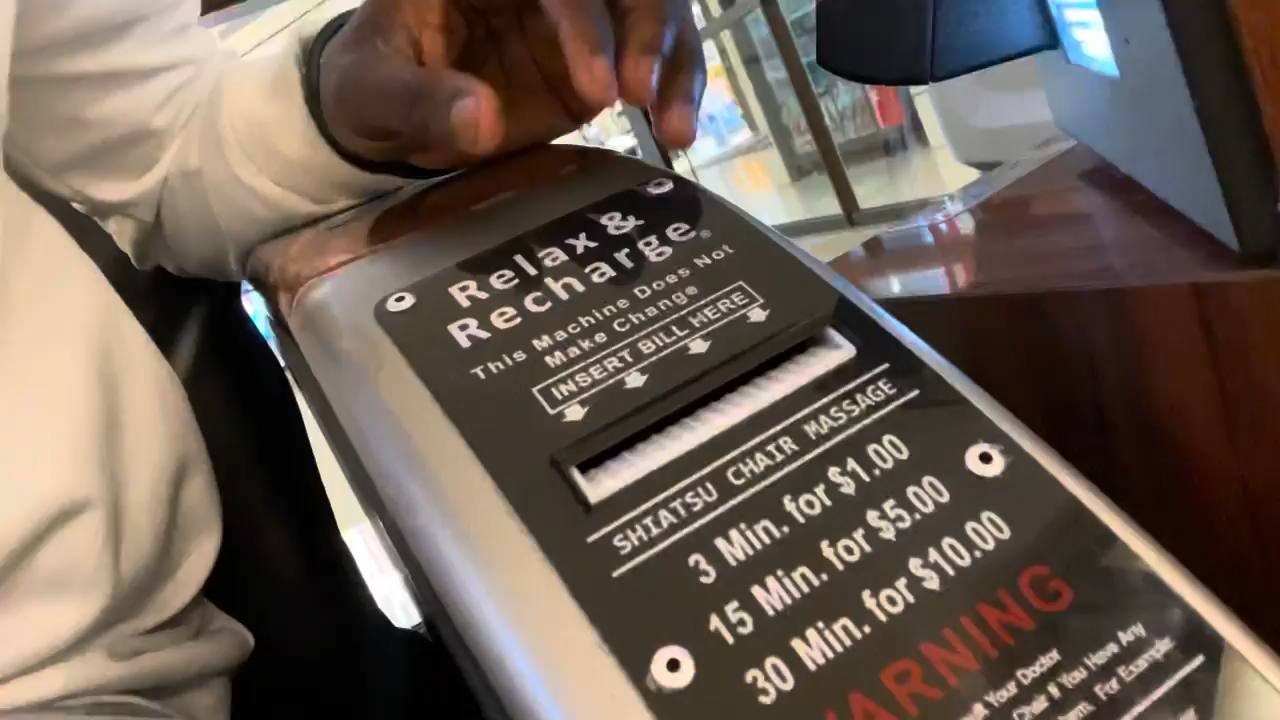 Relax &
Recharge®
This Machine Does Not
Make Change
INSERT BILL HERE
SHIATSU CHAIR MASSAGE
3 Min. for $1.00
15 Min. for $5.00
30 Min. for $10.00
WARNING
Your Doctor
Chair If You Have Any
For Example: